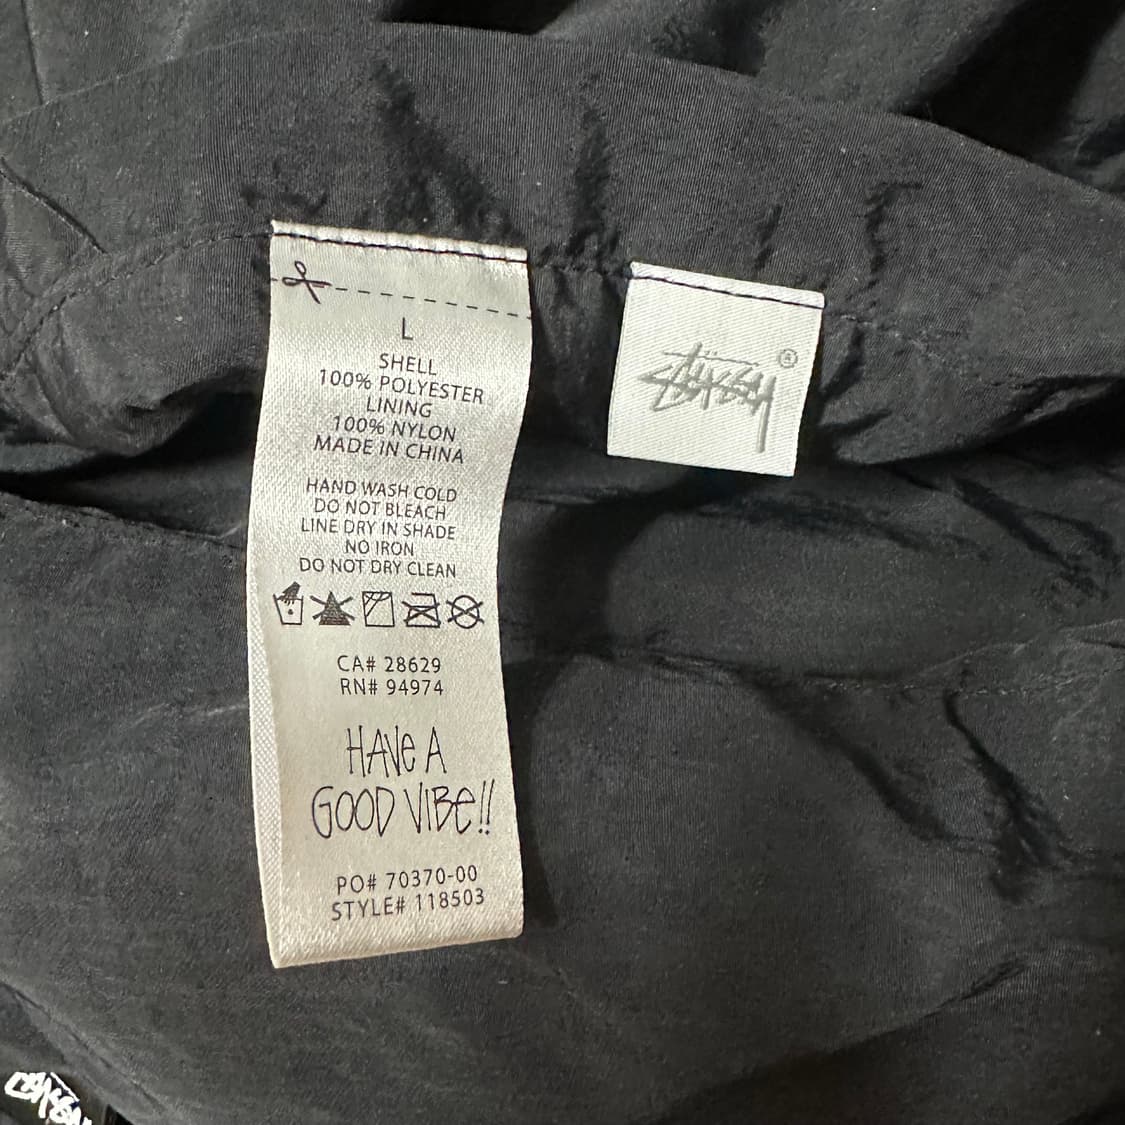 L
SHELL
100% POLYESTER
LINING
100% NYLON
MADE IN CHINA
HAND WASH COLD
DO NOT BLEACH
LINE DRY IN SHADE
NO IRON
DO NOT DRY CLEAN
CA# 28629
RN# 94974
HAVE A
GOOD VIBE!!
PO# 70370-00
STYLE# 118503
STÜSSY ®
STÜSSY